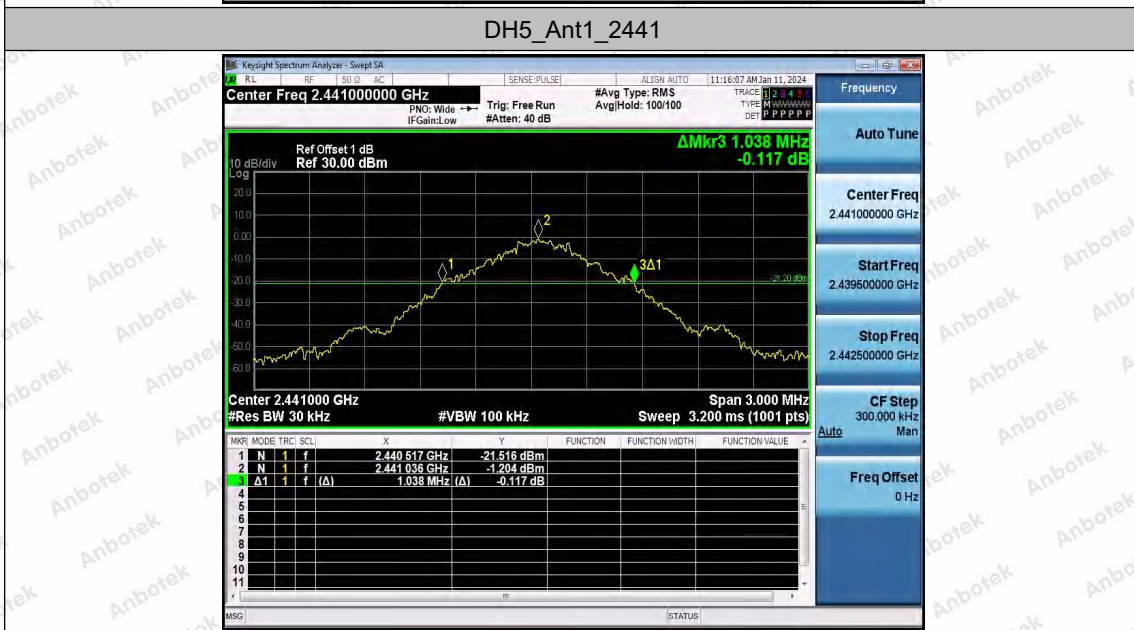 DH5_Ant1_2441
Keysight Spectrum Analyzer - Swept SA
RL RF 50 Ω AC SENSE:PULSE ALIGN AUTO 11:16:07 AM Jan 11, 2024
Center Freq 2.441000000 GHz
PNO: Wide
IFGain:Low
Trig: Free Run
#Atten: 40 dB
#Avg Type: RMS
Avg|Hold: 100/100
TRACE 1 2 3 4 5 6
TYPE M W W W W W
DET P P P P P P
Frequency
Auto Tune
Center Freq
2.441000000 GHz
Start Freq
2.439500000 GHz
Stop Freq
2.442500000 GHz
CF Step
300.000 kHz
Auto Man
Freq Offset
0 Hz
ΔMkr3 1.038 MHz
-0.117 dB
Ref Offset 1 dB
10 dB/div Ref 30.00 dBm
Log
20.0
10.0
0.00
-10.0
-20.0
-30.0
-40.0
-50.0
-60.0
1
2
3Δ1
-21.20 dBm
Center 2.441000 GHz Span 3.000 MHz
#Res BW 30 kHz #VBW 100 kHz Sweep 3.200 ms (1001 pts)
MKR MODE TRC SCL X Y FUNCTION FUNCTION WIDTH FUNCTION VALUE
1 N 1 f 2.440 517 GHz -21.516 dBm
2 N 1 f 2.441 036 GHz -1.204 dBm
3 Δ1 1 f (Δ) 1.038 MHz (Δ) -0.117 dB
4
5
6
7
8
9
10
11
MSG STATUS
Anbotek